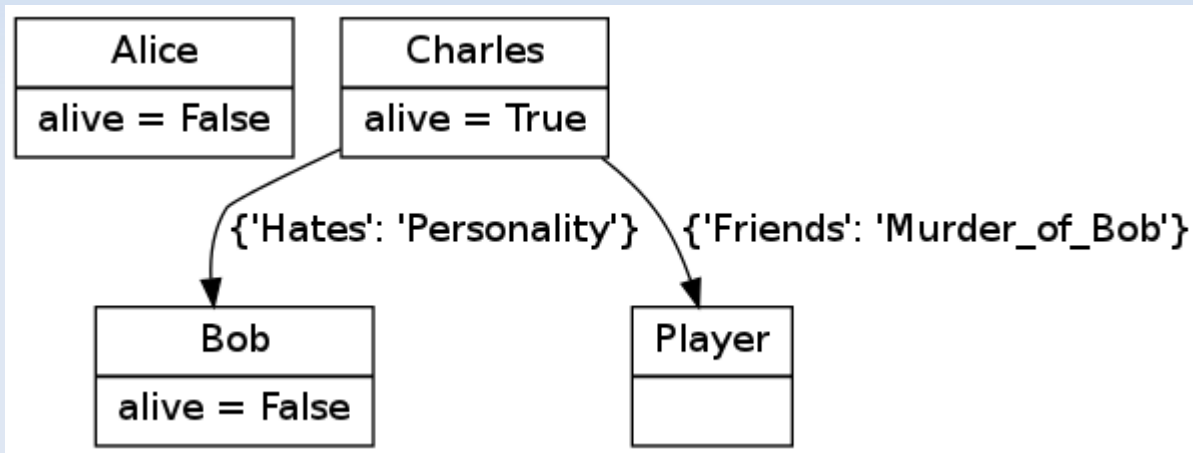 Alice
alive = False
Charles
alive = True
{'Hates': 'Personality'}
{'Friends': 'Murder_of_Bob'}
Bob
alive = False
Player